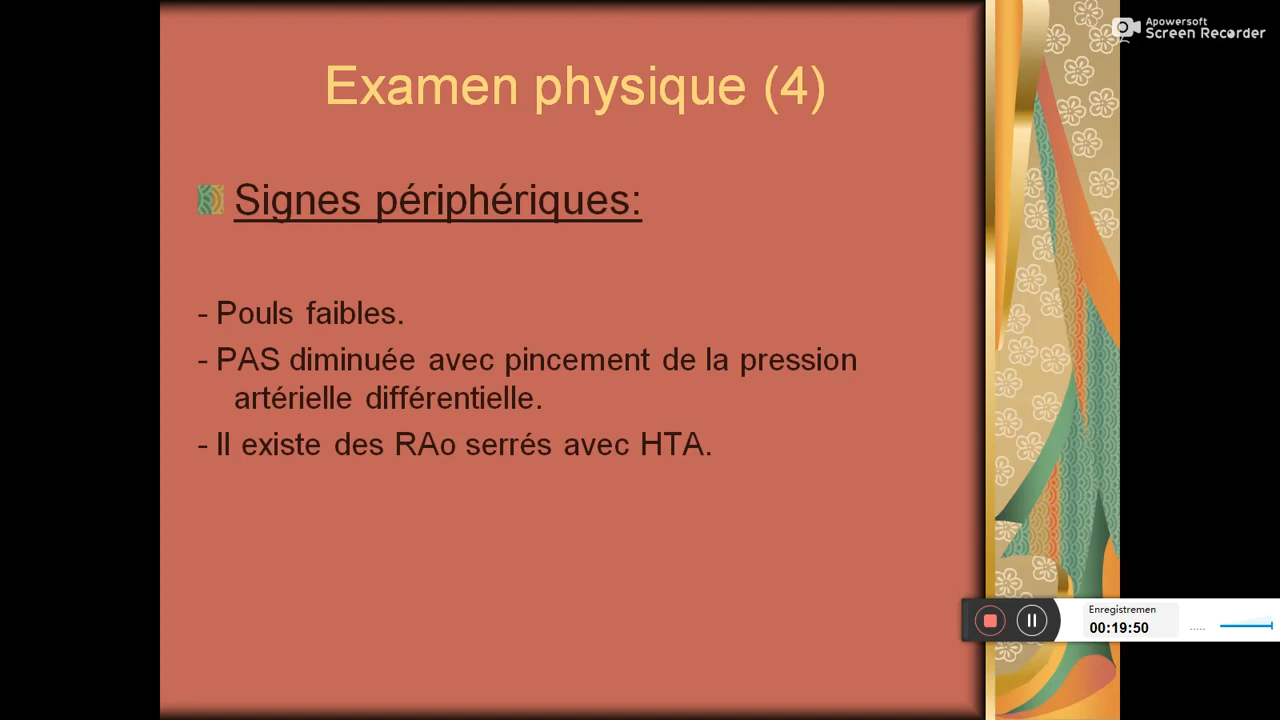 Apowersoft
Screen Recorder
Examen physique (4)
Signes périphériques:
- Pouls faibles.
- PAS diminuée avec pincement de la pression
artérielle différentielle.
- Il existe des RAo serrés avec HTA.
Enregistremen
00:19:50
.....